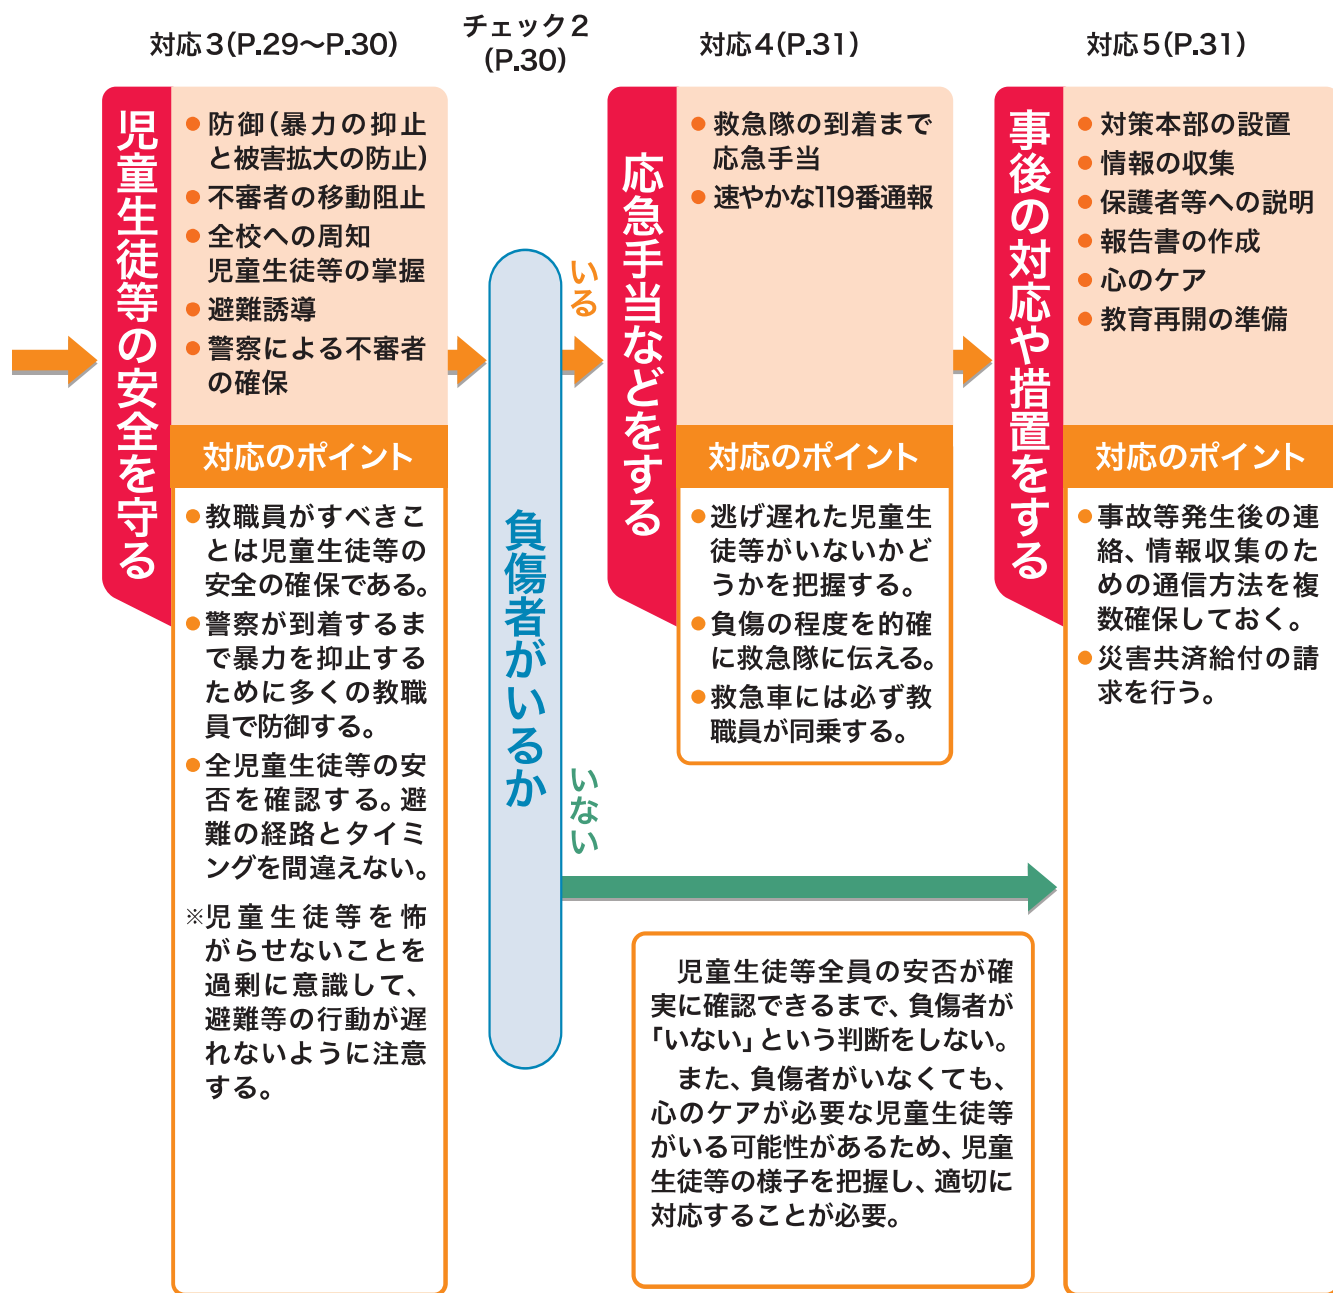 対応3(P.29〜P.30)
児童生徒等の安全を守る
●防御(暴力の抑止
と被害拡大の防止)
●不審者の移動阻止
●全校への周知
児童生徒等の掌握
●避難誘導
●警察による不審者
の確保
対応のポイント
●教職員がすべきこ
とは児童生徒等の
安全の確保である。
●警察が到着するま
で暴力を抑止する
ために多くの教職
員で防御する。
●全児童生徒等の安
否を確認する。避
難の経路とタイミ
ングを間違えない。
※児童生徒等を怖
がらせないことを
過剰に意識して、
避難等の行動が遅
れないように注意
する。
チェック2
(P.30)
負傷者がいるか
いる
いない
対応4(P.31)
応急手当などをする
●救急隊の到着まで
応急手当
●速やかな119番通報
対応のポイント
●逃げ遅れた児童生
徒等がいないかど
うかを把握する。
●負傷の程度を的確
に救急隊に伝える。
●救急車には必ず教
職員が同乗する。
児童生徒等全員の安否が確
実に確認できるまで、負傷者が
「いない」という判断をしない。
また、負傷者がいなくても、
心のケアが必要な児童生徒等
がいる可能性があるため、児童
生徒等の様子を把握し、適切に
対応することが必要。
対応5(P.31)
事後の対応や措置をする
●対策本部の設置
●情報の収集
●保護者等への説明
●報告書の作成
●心のケア
●教育再開の準備
対応のポイント
●事故等発生後の連
絡、情報収集のた
めの通信方法を複
数確保しておく。
●災害共済給付の請
求を行う。